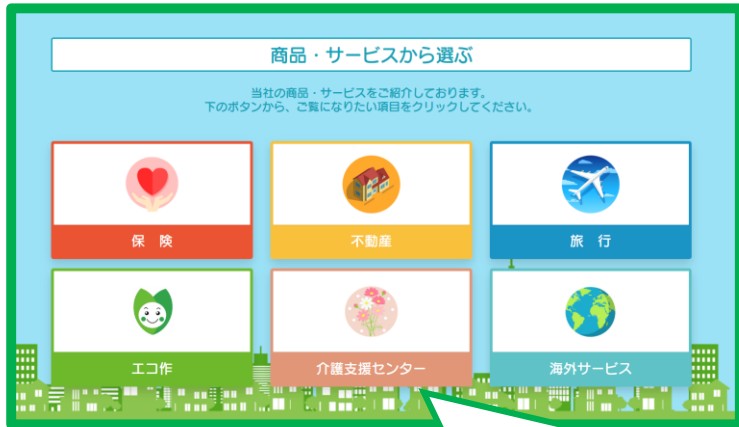 商品・サービスから選ぶ
当社の商品・サービスをご紹介しております。
下のボタンから、ご覧になりたい項目をクリックしてください。
保　険
不動産
旅　行
エコ作
介護支援センター
海外サービス